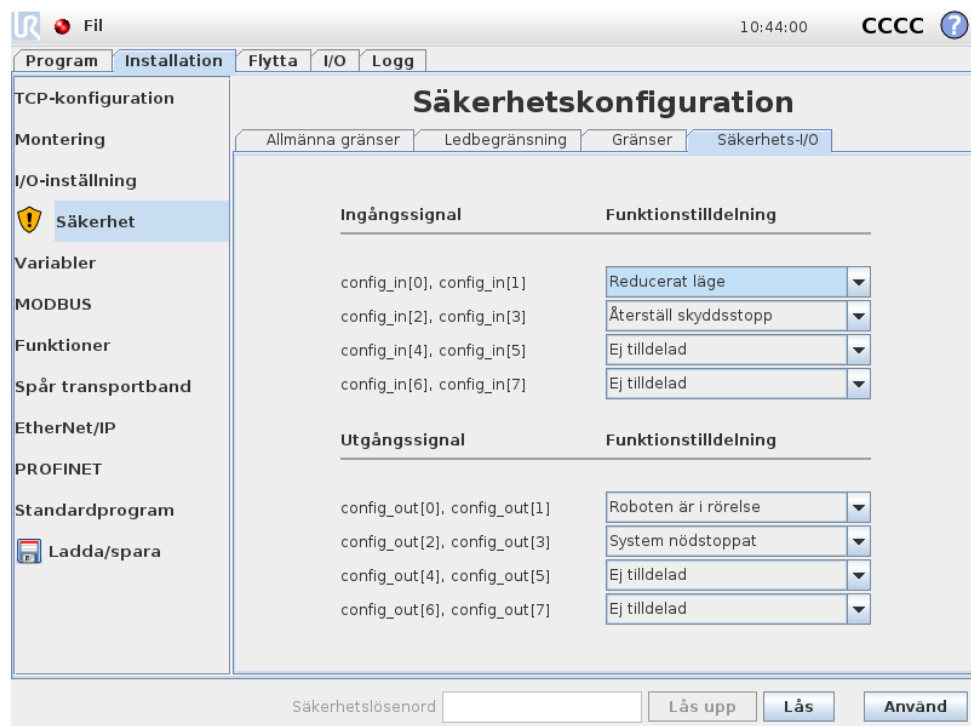 UR Fil 10:44:00 CCCC ?
Program Installation Flytta I/O Logg
TCP-konfiguration
Montering
I/O-inställning
Säkerhet
Variabler
MODBUS
Funktioner
Spår transportband
EtherNet/IP
PROFINET
Standardprogram
Ladda/spara
Säkerhetskonfiguration
Allmänna gränser Ledbegränsning Gränser Säkerhets-I/O
Ingångssignal Funktionstilldelning
config_in[0], config_in[1] Reducerat läge
config_in[2], config_in[3] Återställ skyddsstopp
config_in[4], config_in[5] Ej tilldelad
config_in[6], config_in[7] Ej tilldelad
Utgångssignal Funktionstilldelning
config_out[0], config_out[1] Roboten är i rörelse
config_out[2], config_out[3] System nödstoppat
config_out[4], config_out[5] Ej tilldelad
config_out[6], config_out[7] Ej tilldelad
Säkerhetslösenord Lås upp Lås Använd